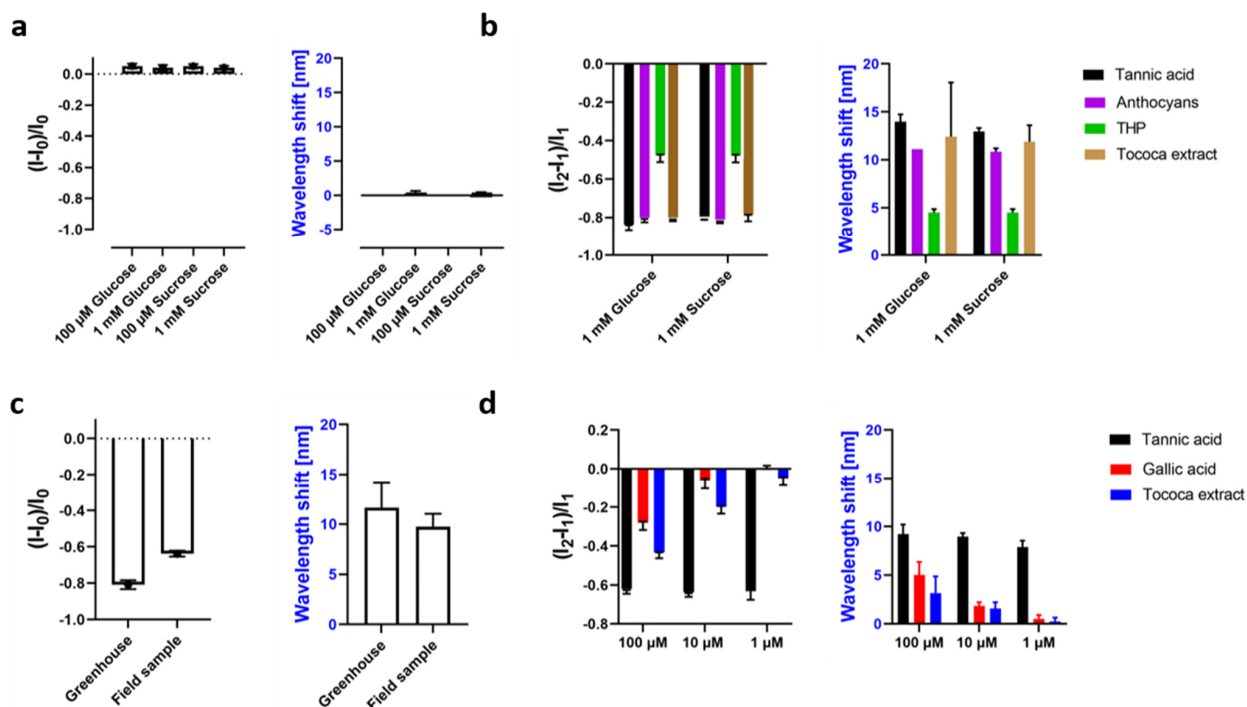 a
(I-I0)/I0
0.0
-0.2
-0.4
-0.6
-0.8
-1.0
100 µM Glucose
1 mM Glucose
100 µM Sucrose
1 mM Sucrose
Wavelength shift [nm]
20
15
10
5
0
-5
100 µM Glucose
1 mM Glucose
100 µM Sucrose
1 mM Sucrose
b
(I2-I1)/I1
0.0
-0.2
-0.4
-0.6
-0.8
-1.0
1 mM Glucose
1 mM Sucrose
Wavelength shift [nm]
20
15
10
5
0
1 mM Glucose
1 mM Sucrose
Tannic acid
Anthocyans
THP
Tococa extract
c
(I-I0)/I0
0.0
-0.2
-0.4
-0.6
-0.8
-1.0
Greenhouse
Field sample
Wavelength shift [nm]
20
15
10
5
0
Greenhouse
Field sample
d
(I2-I1)/I1
0.2
0.0
-0.2
-0.4
-0.6
-0.8
100 µM
10 µM
1 µM
Wavelength shift [nm]
20
15
10
5
0
100 µM
10 µM
1 µM
Tannic acid
Gallic acid
Tococa extract